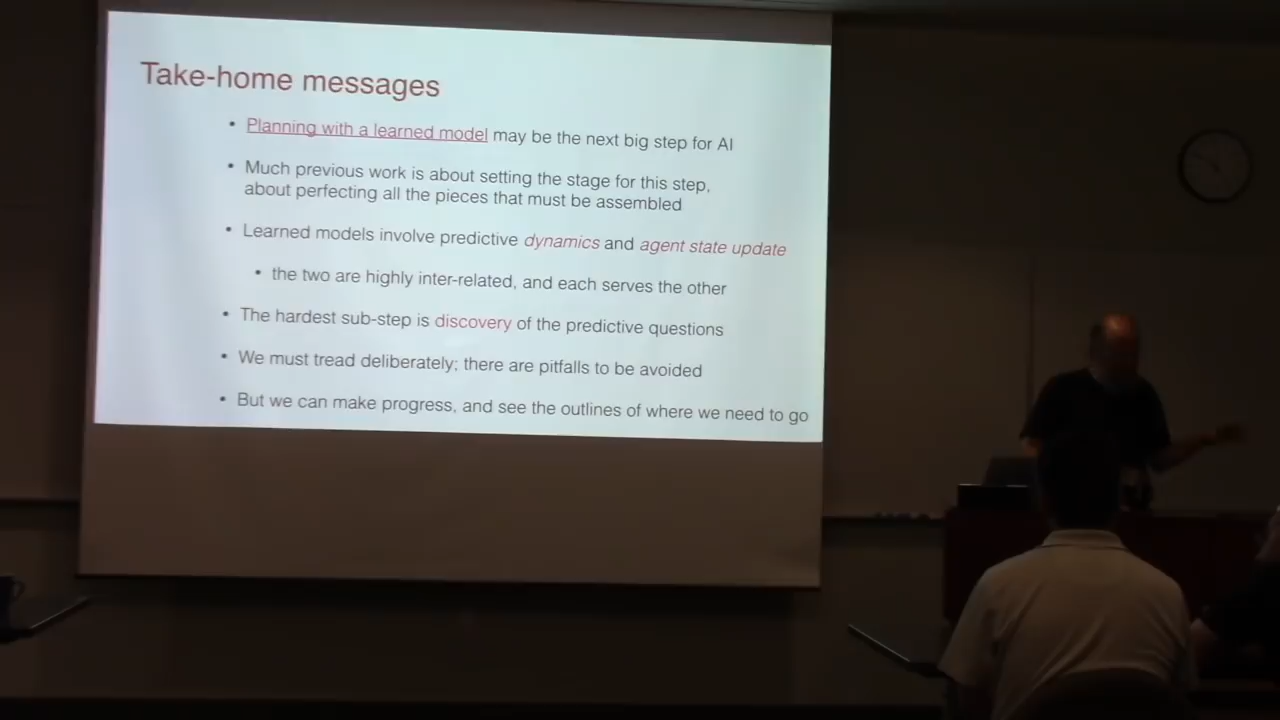 Take-home messages
• Planning with a learned model may be the next big step for AI
• Much previous work is about setting the stage for this step,
about perfecting all the pieces that must be assembled
• Learned models involve predictive dynamics and agent state update
• the two are highly inter-related, and each serves the other
• The hardest sub-step is discovery of the predictive questions
• We must tread deliberately; there are pitfalls to be avoided
• But we can make progress, and see the outlines of where we need to go